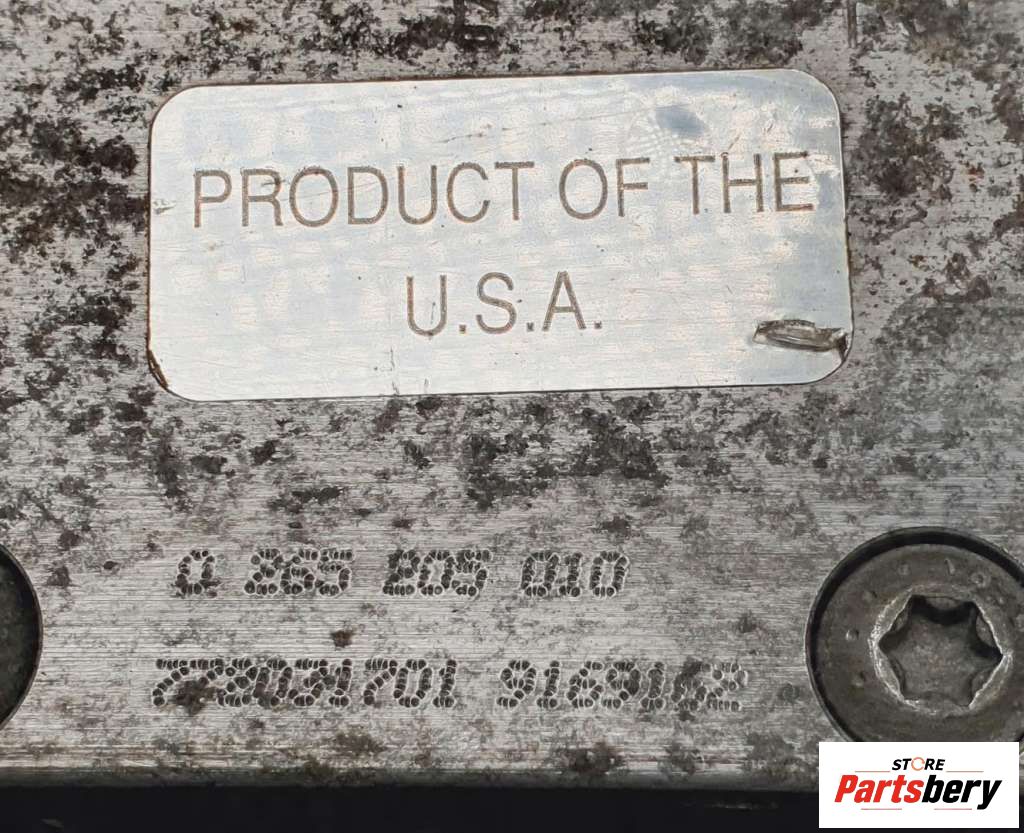 PRODUCT OF THE
U.S.A.
0 265 205 010
STORE
Partsbery